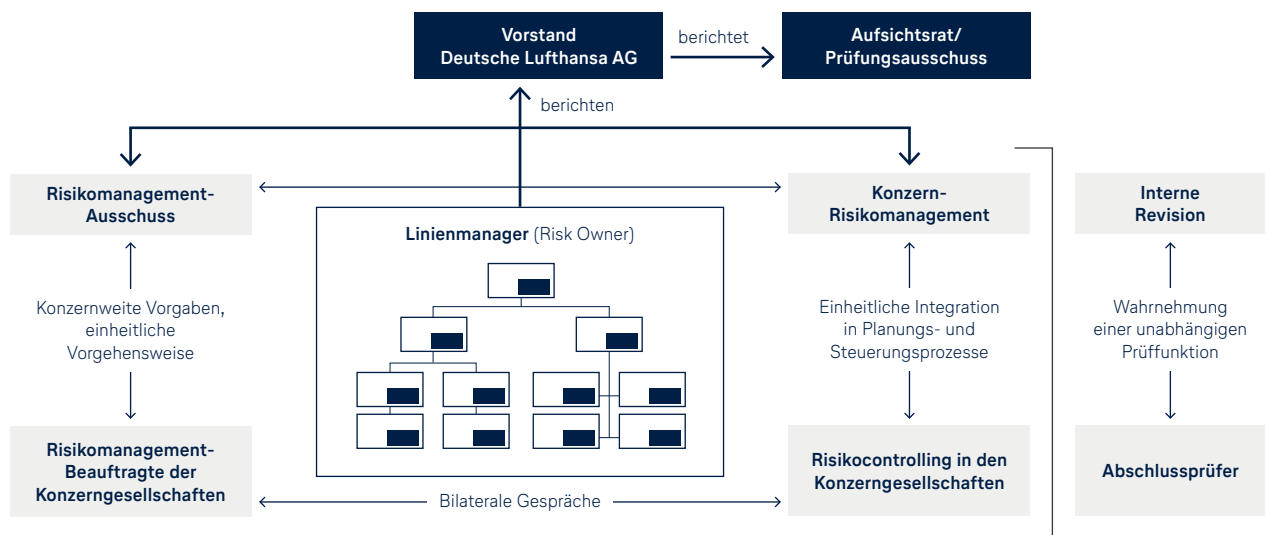 Vorstand
Deutsche Lufthansa AG
berichtet
Aufsichtsrat/
Prüfungsausschuss
berichten
Risikomanagement-
Ausschuss
Konzern-
Risikomanagement
Interne
Revision
Linienmanager (Risk Owner)
Konzernweite Vorgaben,
einheitliche
Vorgehensweise
Einheitliche Integration
in Planungs- und
Steuerungsprozesse
Wahrnehmung
einer unabhängigen
Prüffunktion
Risikomanagement-
Beauftragte der
Konzerngesellschaften
Risikocontrolling in den
Konzerngesellschaften
Abschlussprüfer
Bilaterale Gespräche